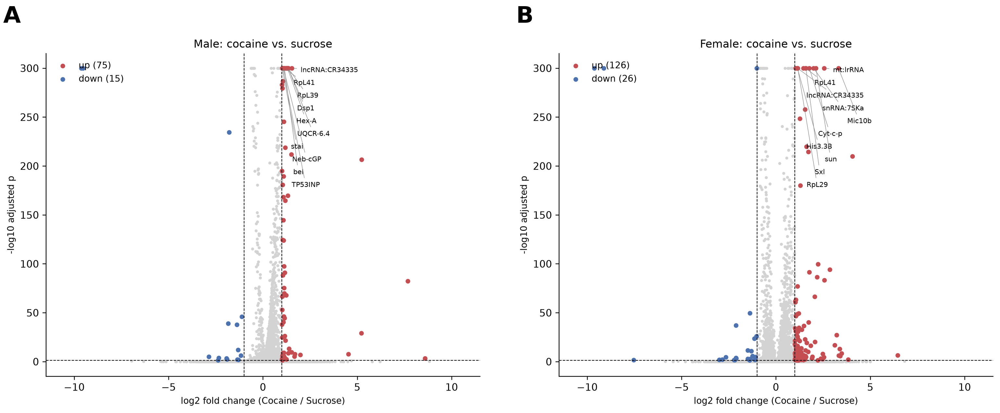 A
Male: cocaine vs. sucrose
-log10 adjusted p
300
250
200
150
100
50
0
up (75)
down (15)
lncRNA:CR34335
RpL41
RpL39
Dsp1
Hex-A
UQCR-6.4
stai
Neb-cGP
bel
TP53INP
−10
−5
0
5
10
log2 fold change (Cocaine / Sucrose)
B
Female: cocaine vs. sucrose
-log10 adjusted p
300
250
200
150
100
50
0
up (126)
down (26)
mt:lrRNA
RpL41
lncRNA:CR34335
snRNA:7SKa
Mic10b
Cyt-c-p
His3.3B
sun
Sxl
RpL29
−10
−5
0
5
10
log2 fold change (Cocaine / Sucrose)